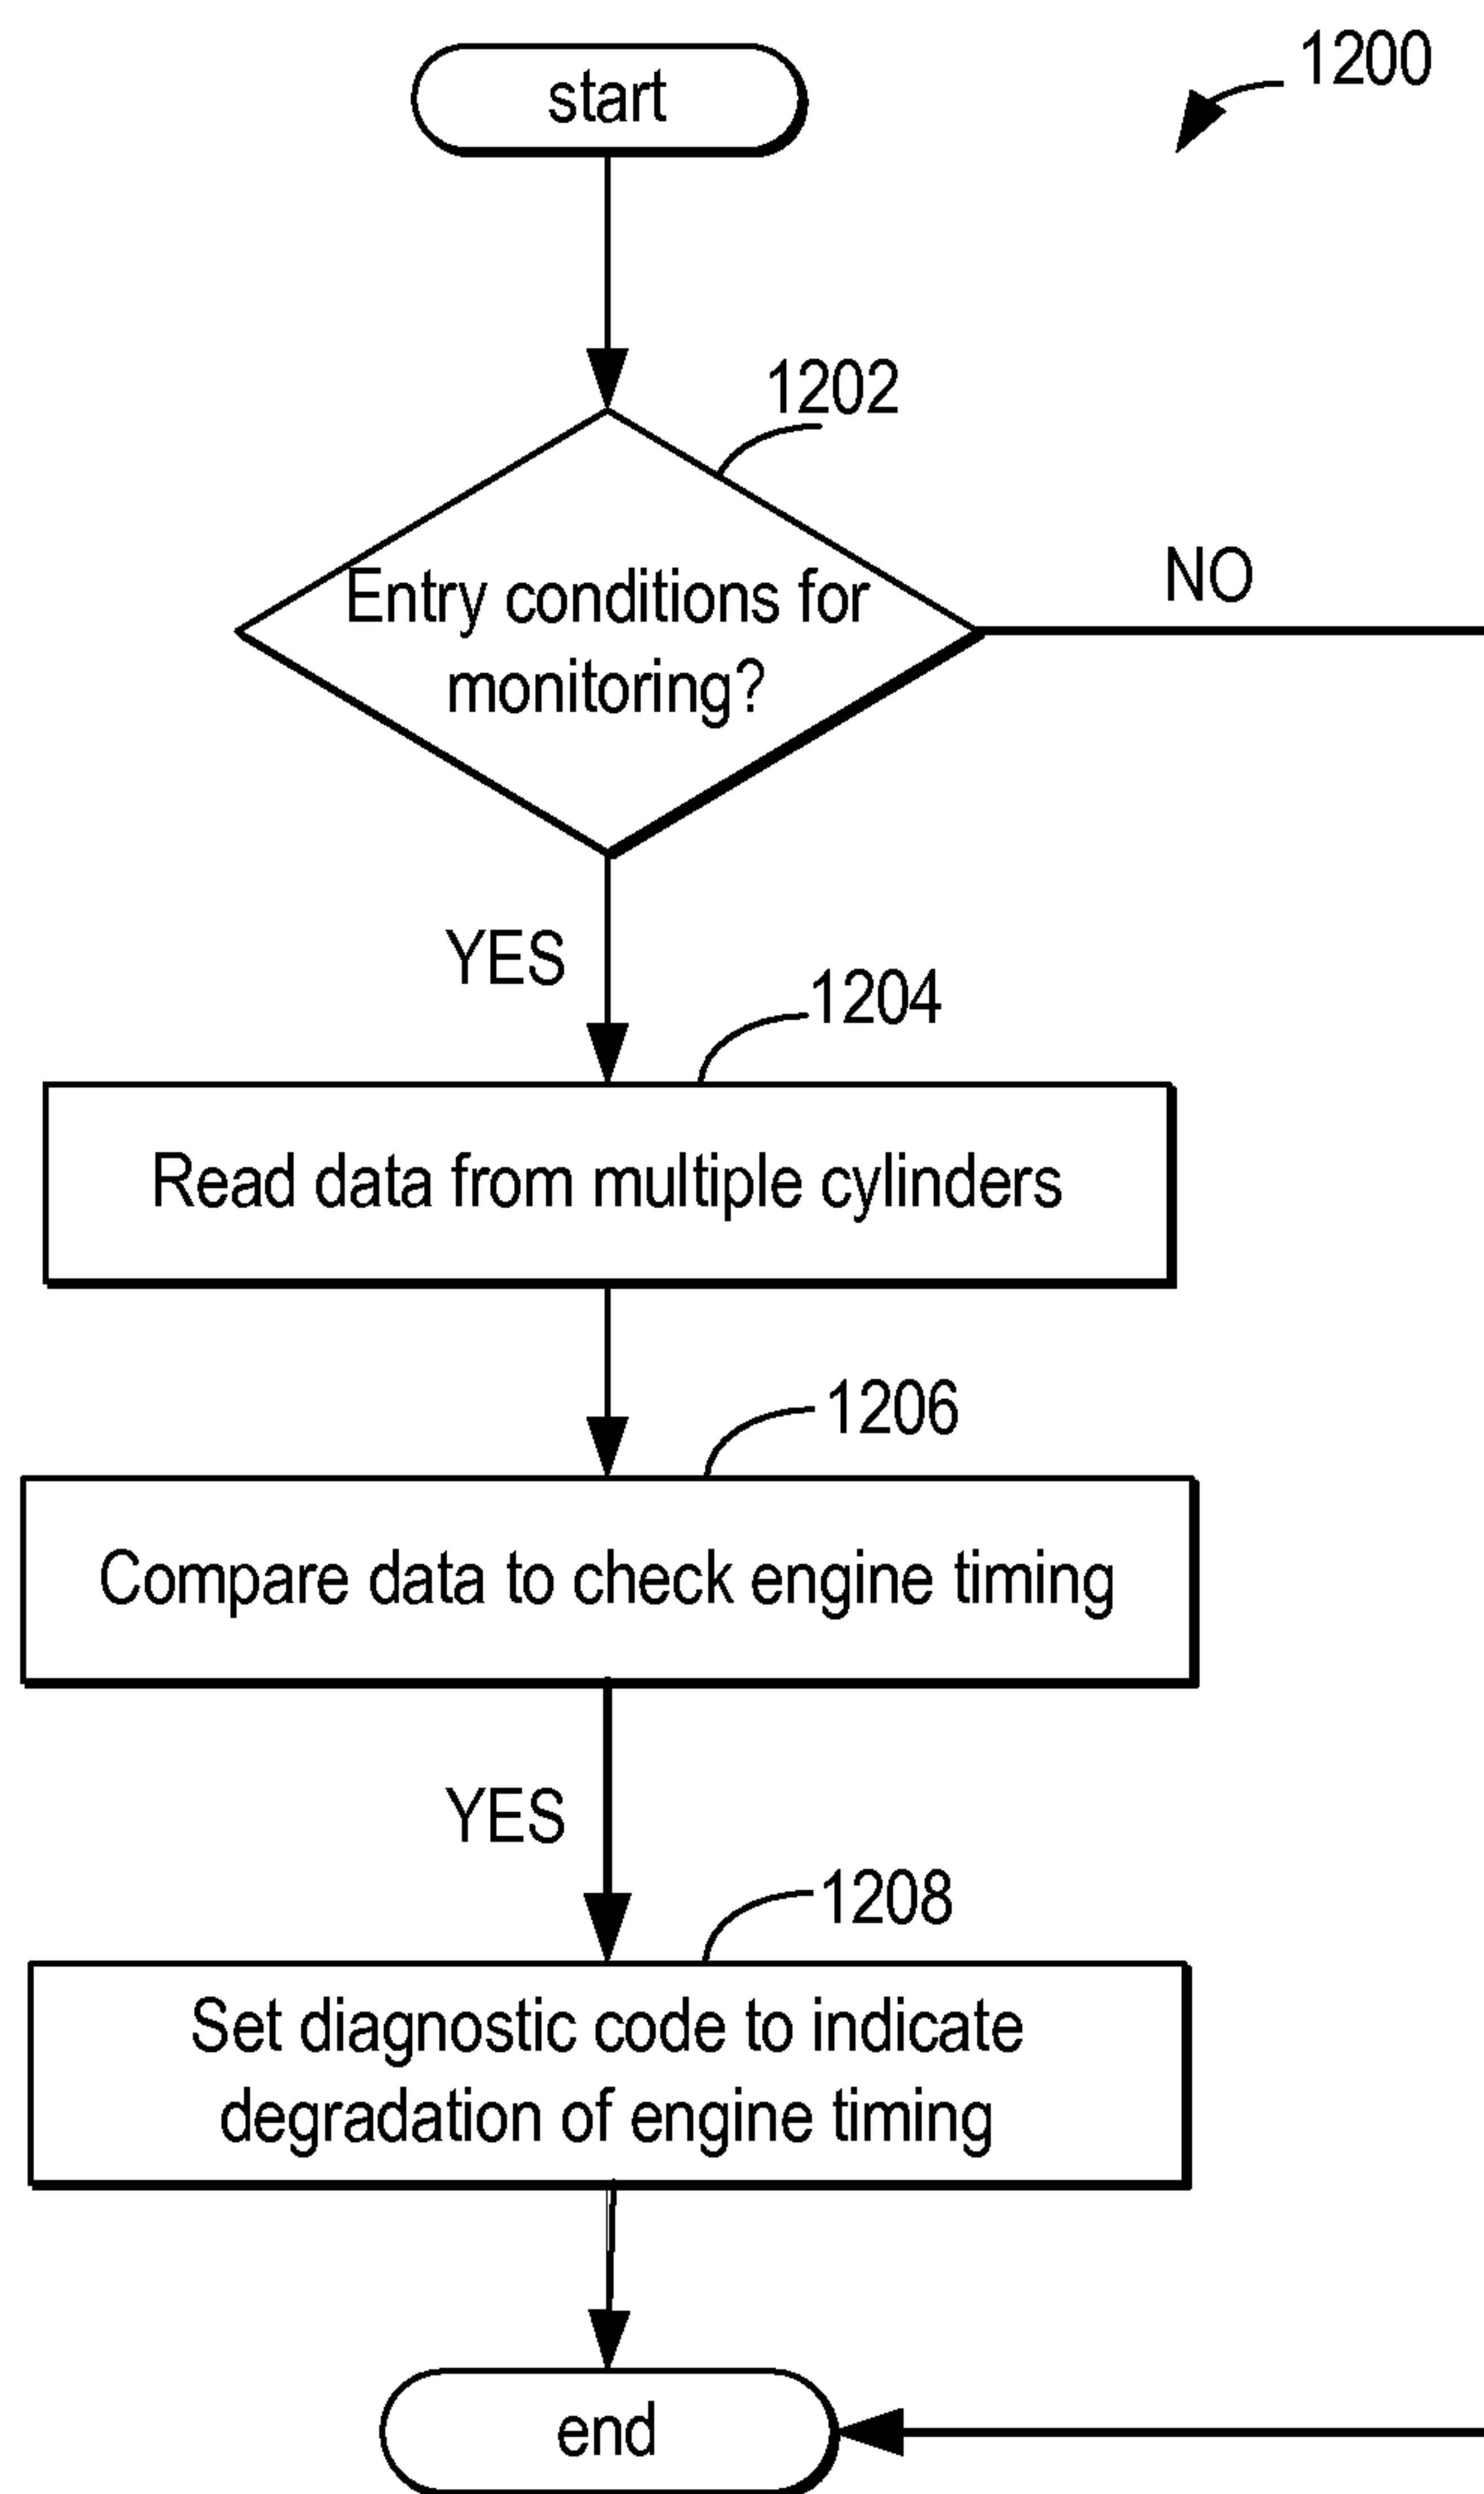 start
1200
1202
Entry conditions for
monitoring?
NO
YES
1204
Read data from multiple cylinders
1206
Compare data to check engine timing
YES
1208
Set diagnostic code to indicate
degradation of engine timing
end